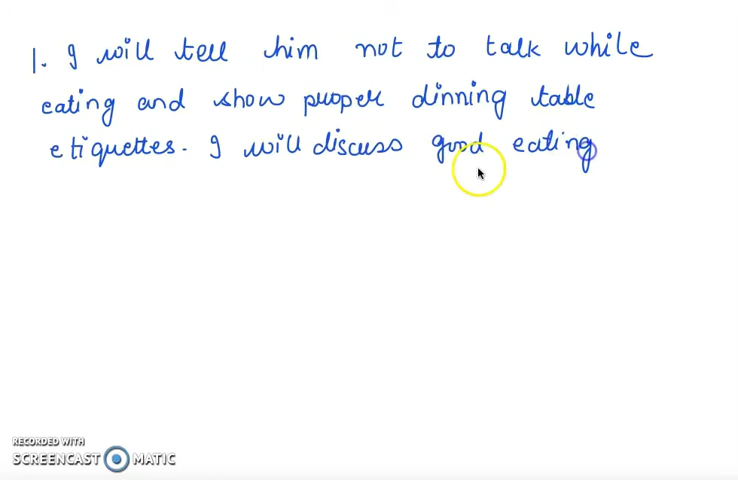 1. I will tell him not to talk while
eating and show proper dinning table
etiquettes. I will discuss good eating
RECORDED WITH
SCREENCAST MATIC